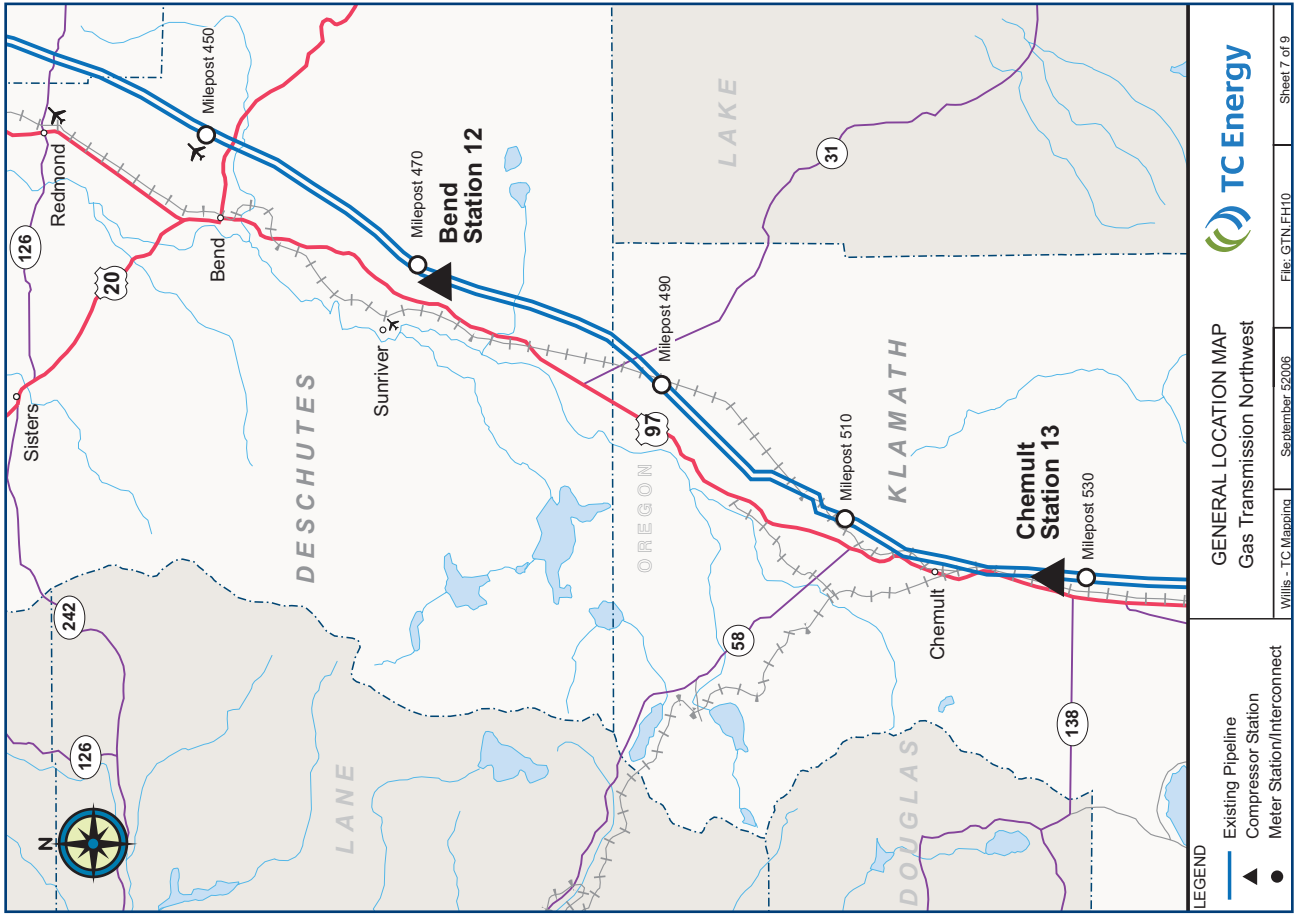 Redmond
Milepost 450
126
20
Bend
Sisters
Milepost 470
Bend
Station 12
Sunriver
DESCHUTES
LAKE
31
Milepost 490
97
OREGON
KLAMATH
Milepost 510
Chemult
Station 13
Milepost 530
Chemult
58
138
242
126
N
LANE
DOUGLAS
LEGEND
Existing Pipeline
Compressor Station
Meter Station/Interconnect
GENERAL LOCATION MAP
Gas Transmission Northwest
TC Energy
Willis - TC Mapping
September 52006
File: GTN.FH10
Sheet 7 of 9